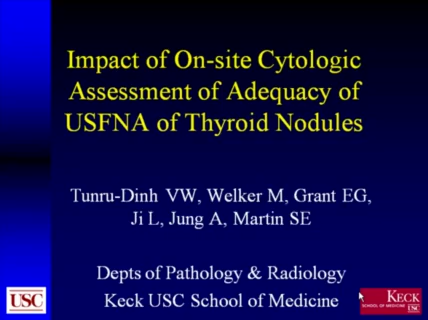 Impact of On-site Cytologic
Assessment of Adequacy of
USFNA of Thyroid Nodules
Tunru-Dinh VW, Welker M, Grant EG,
Ji L, Jung A, Martin SE
Depts of Pathology & Radiology
Keck USC School of Medicine
USC
KECK
SCHOOL OF MEDICINE
USC